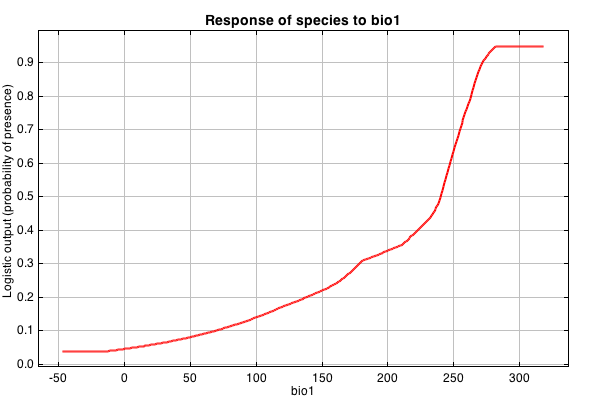 Response of species to bio1
Logistic output (probability of presence)
0.9
0.8
0.7
0.6
0.5
0.4
0.3
0.2
0.1
0.0
-50 0 50 100 150 200 250 300
bio1